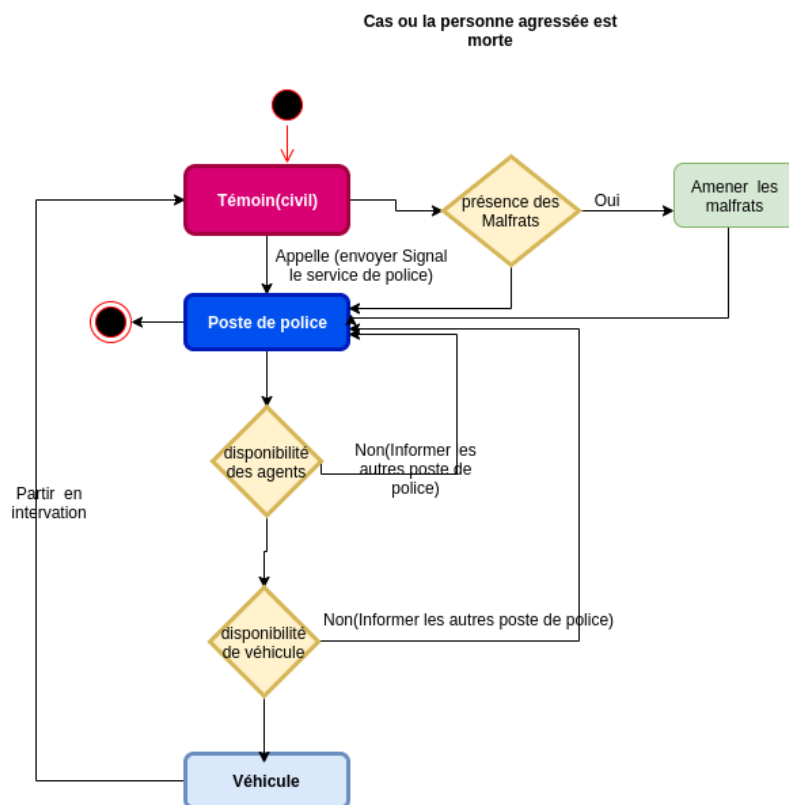 Cas ou la personne agressée est
morte
Témoin(civil)
présence des
Malfrats
Oui
Amener les
malfrats
Appelle (envoyer Signal
le service de police)
Poste de police
disponibilité
des agents
Non(Informer les
autres poste de
police)
Partir en
intervation
disponibilité
de véhicule
Non(Informer les autres poste de police)
Véhicule